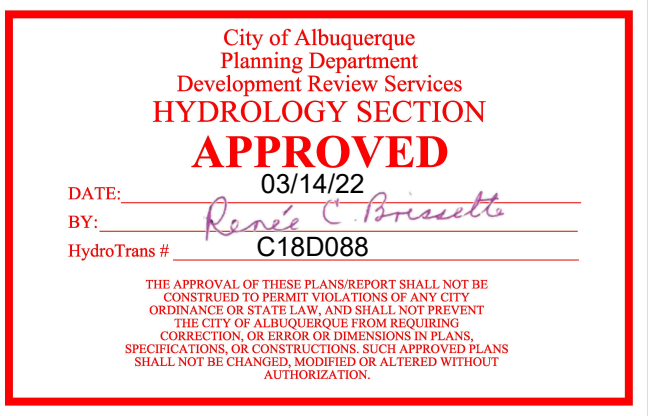 City of Albuquerque
Planning Department
Development Review Services
HYDROLOGY SECTION
APPROVED
DATE: 03/14/22
BY: Renée C. Brissette
HydroTrans # C18D088
THE APPROVAL OF THESE PLANS/REPORT SHALL NOT BE
CONSTRUED TO PERMIT VIOLATIONS OF ANY CITY
ORDINANCE OR STATE LAW, AND SHALL NOT PREVENT
THE CITY OF ALBUQUERQUE FROM REQUIRING
CORRECTION, OR ERROR OR DIMENSIONS IN PLANS,
SPECIFICATIONS, OR CONSTRUCTIONS. SUCH APPROVED PLANS
SHALL NOT BE CHANGED, MODIFIED OR ALTERED WITHOUT
AUTHORIZATION.